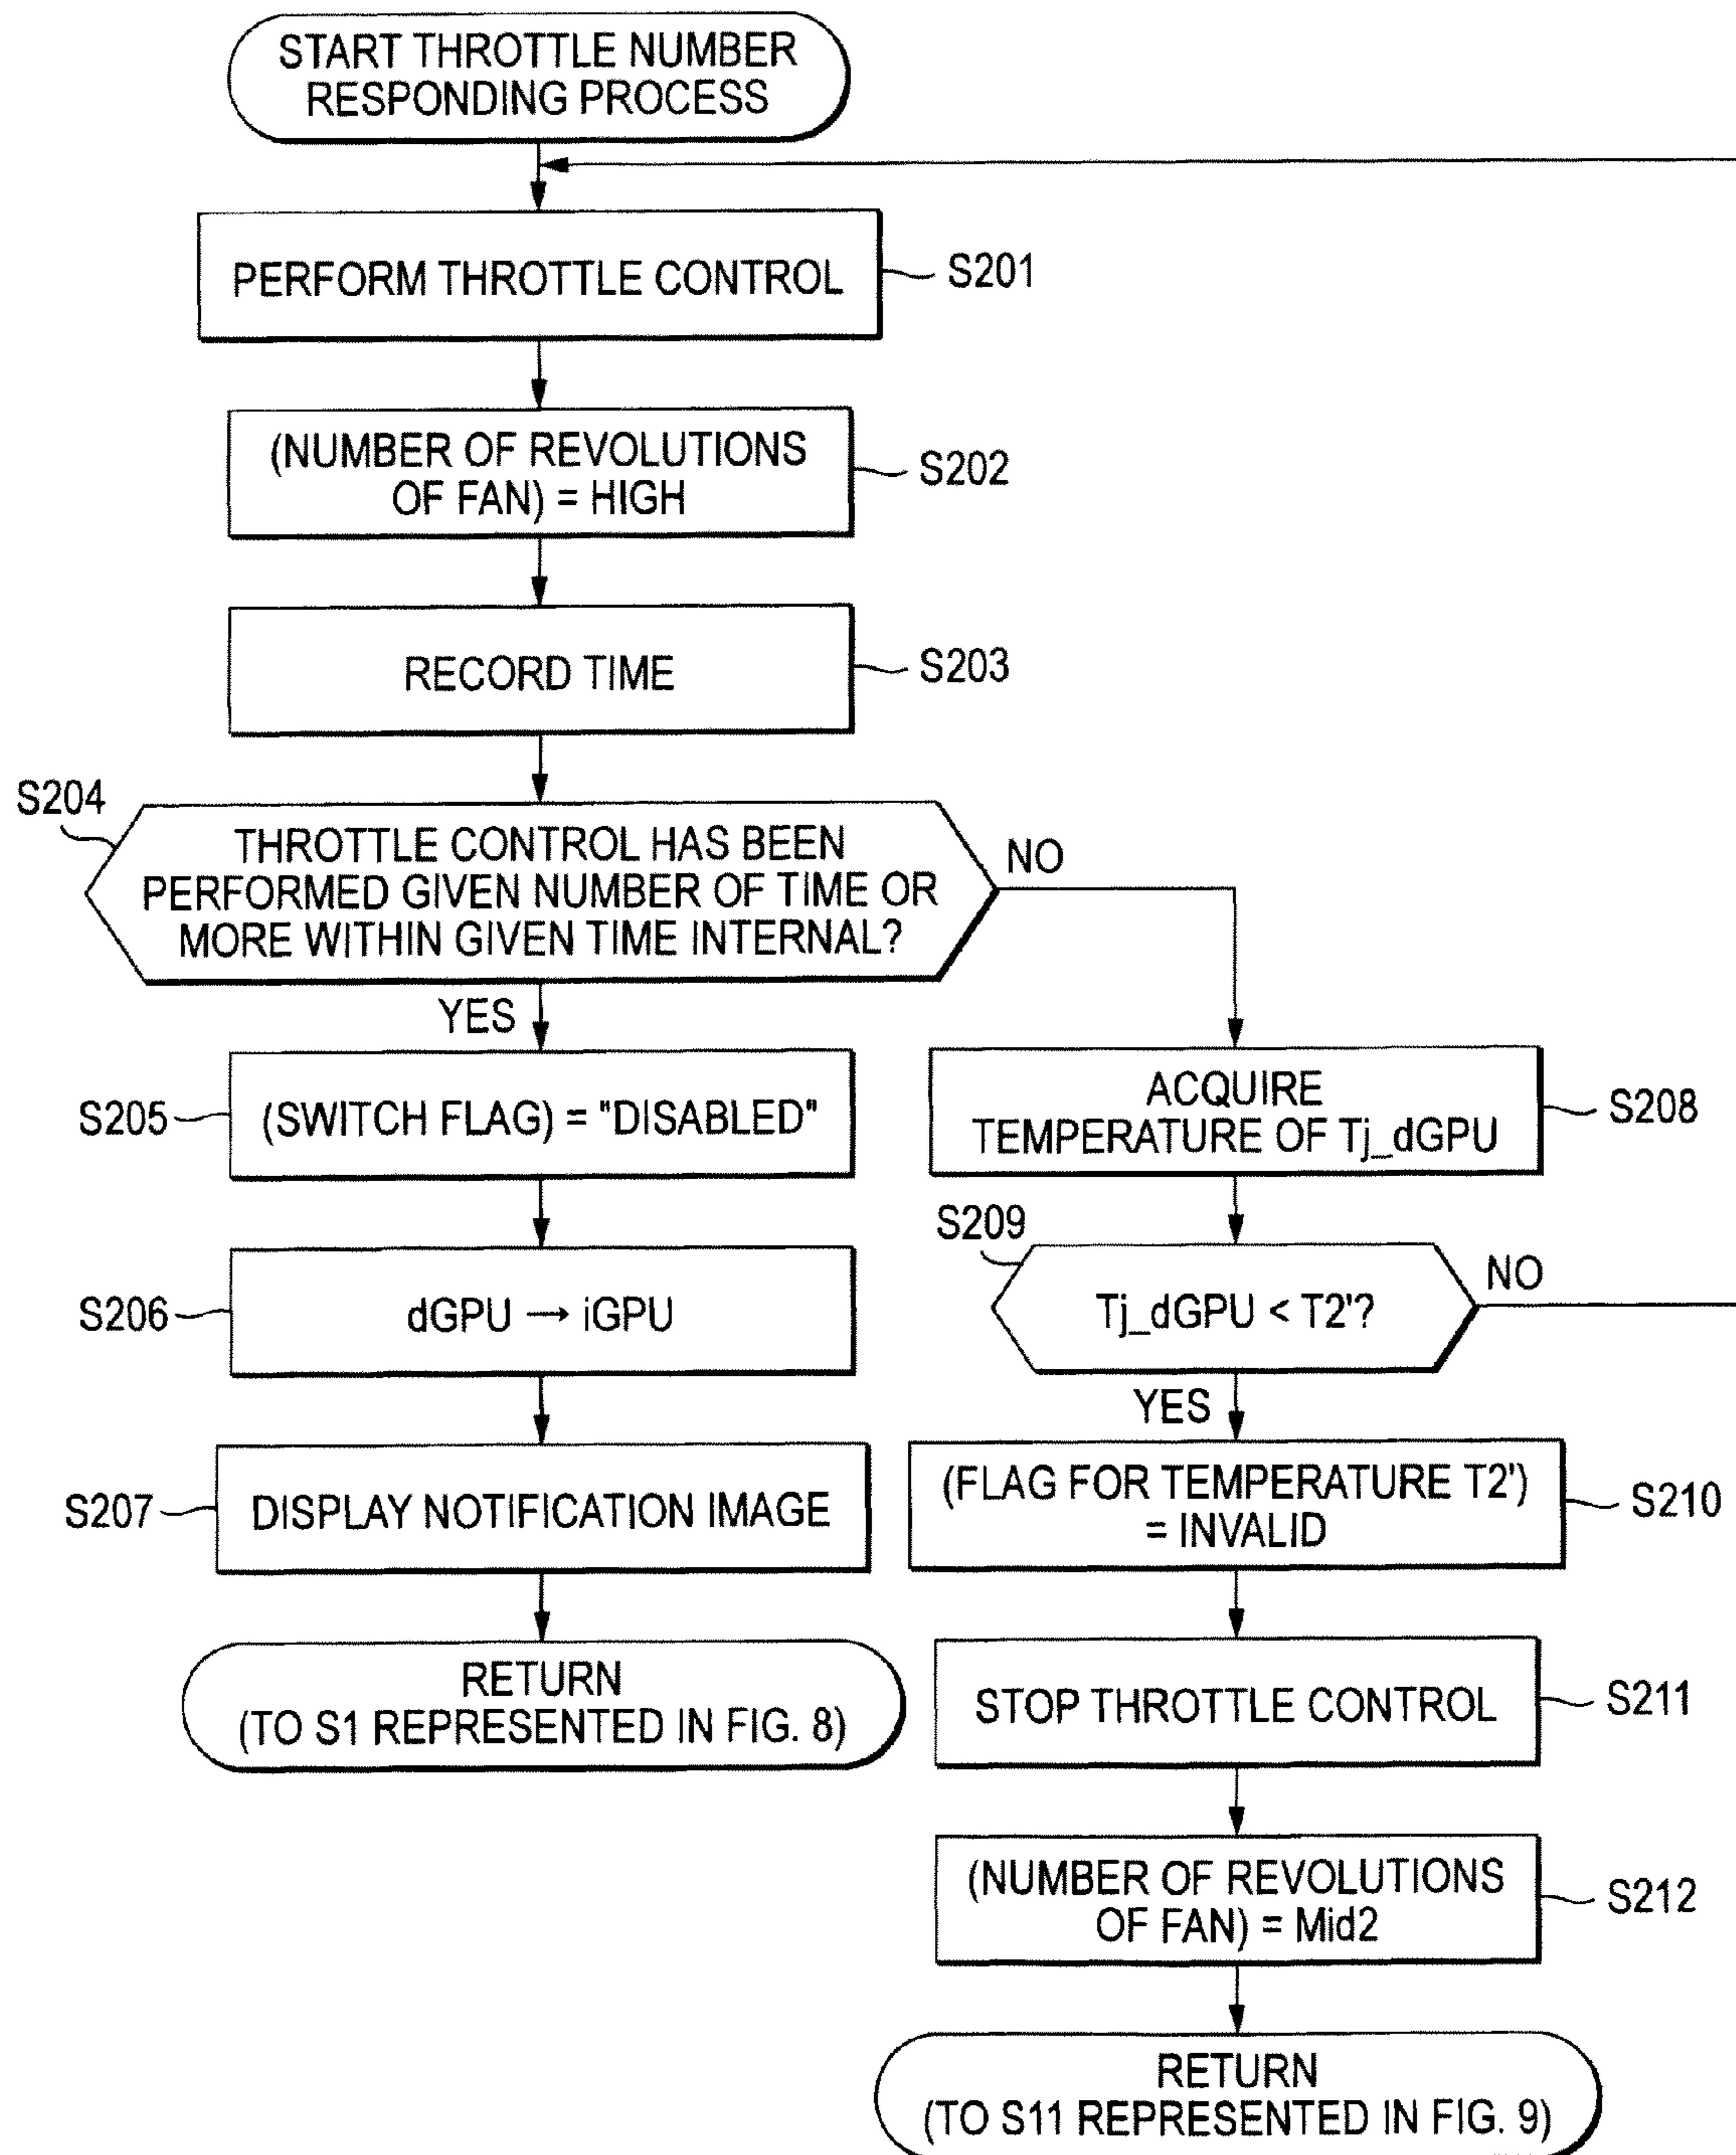 START THROTTLE NUMBER
RESPONDING PROCESS
PERFORM THROTTLE CONTROL
S201
(NUMBER OF REVOLUTIONS
OF FAN) = HIGH
S202
RECORD TIME
S203
S204
THROTTLE CONTROL HAS BEEN
PERFORMED GIVEN NUMBER OF TIME OR
MORE WITHIN GIVEN TIME INTERNAL?
NO
YES
S205
(SWITCH FLAG) = "DISABLED"
S206
dGPU → iGPU
S207
DISPLAY NOTIFICATION IMAGE
RETURN
(TO S1 REPRESENTED IN FIG. 8)
ACQUIRE
TEMPERATURE OF Tj_dGPU
S208
S209
Tj_dGPU < T2'?
NO
YES
(FLAG FOR TEMPERATURE T2')
= INVALID
S210
STOP THROTTLE CONTROL
S211
(NUMBER OF REVOLUTIONS
OF FAN) = Mid2
S212
RETURN
(TO S11 REPRESENTED IN FIG. 9)